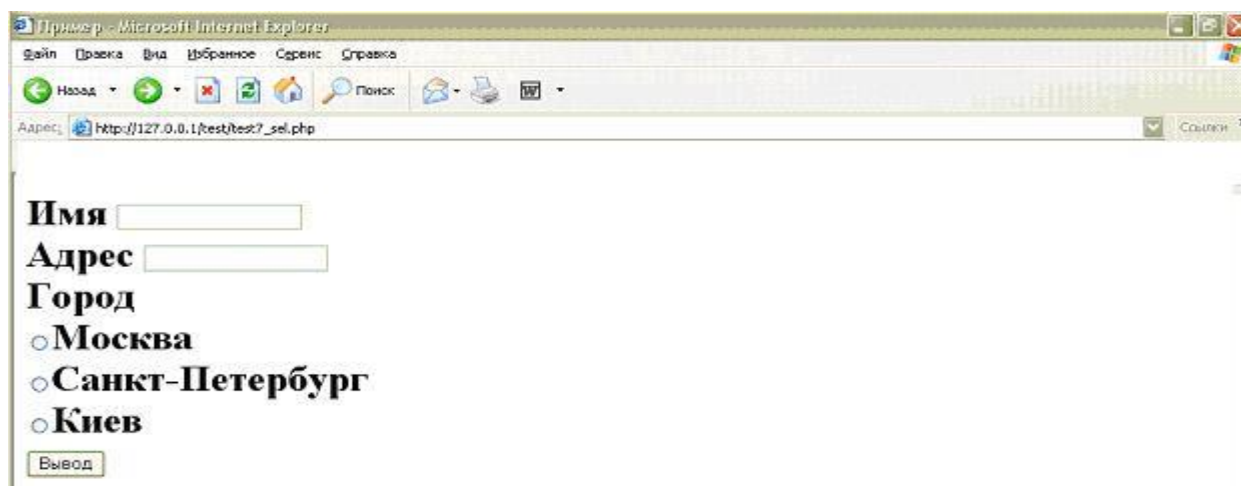 Пример - Microsoft Internet Explorer
Файл Правка Вид Избранное Сервис Справка
Назад Поиск
Адрес: http://127.0.0.1/test/test7_sel.php Ссылки
Имя
Адрес
Город
Москва
Санкт-Петербург
Киев
Вывод